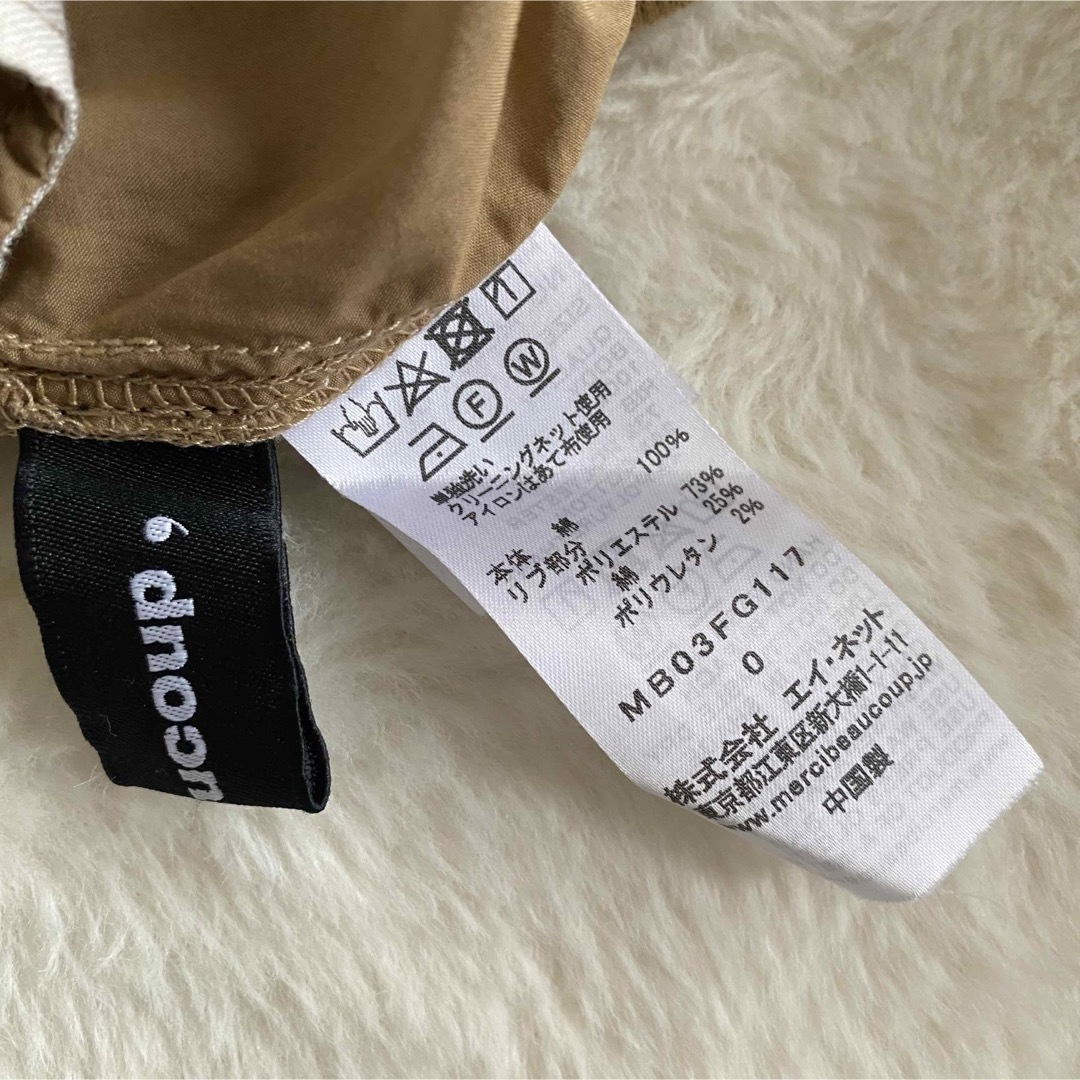 ucoup ,
F
W
単独洗い
クリーニングネット使用
アイロンはあて布使用
本体 綿 100%
リブ部分 ポリエステル 73%
綿 25%
ポリウレタン 2%
MB03FG117
0
株式会社 エイ・ネット
東京都江東区新大橋1-1-11
www.mercibeaucoup.jp
中国製